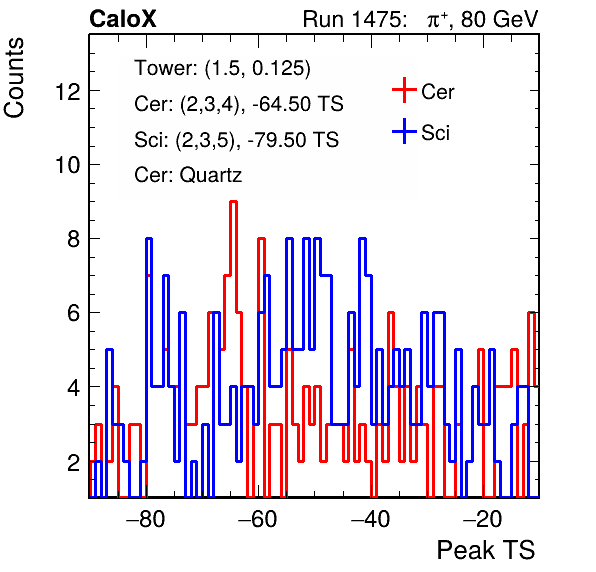 CaloX Run 1475: π⁺, 80 GeV
Counts
Tower: (1.5, 0.125)
Cer: (2,3,4), -64.50 TS
Sci: (2,3,5), -79.50 TS
Cer: Quartz
Cer
Sci
12
10
8
6
4
2
−80 −60 −40 −20
Peak TS